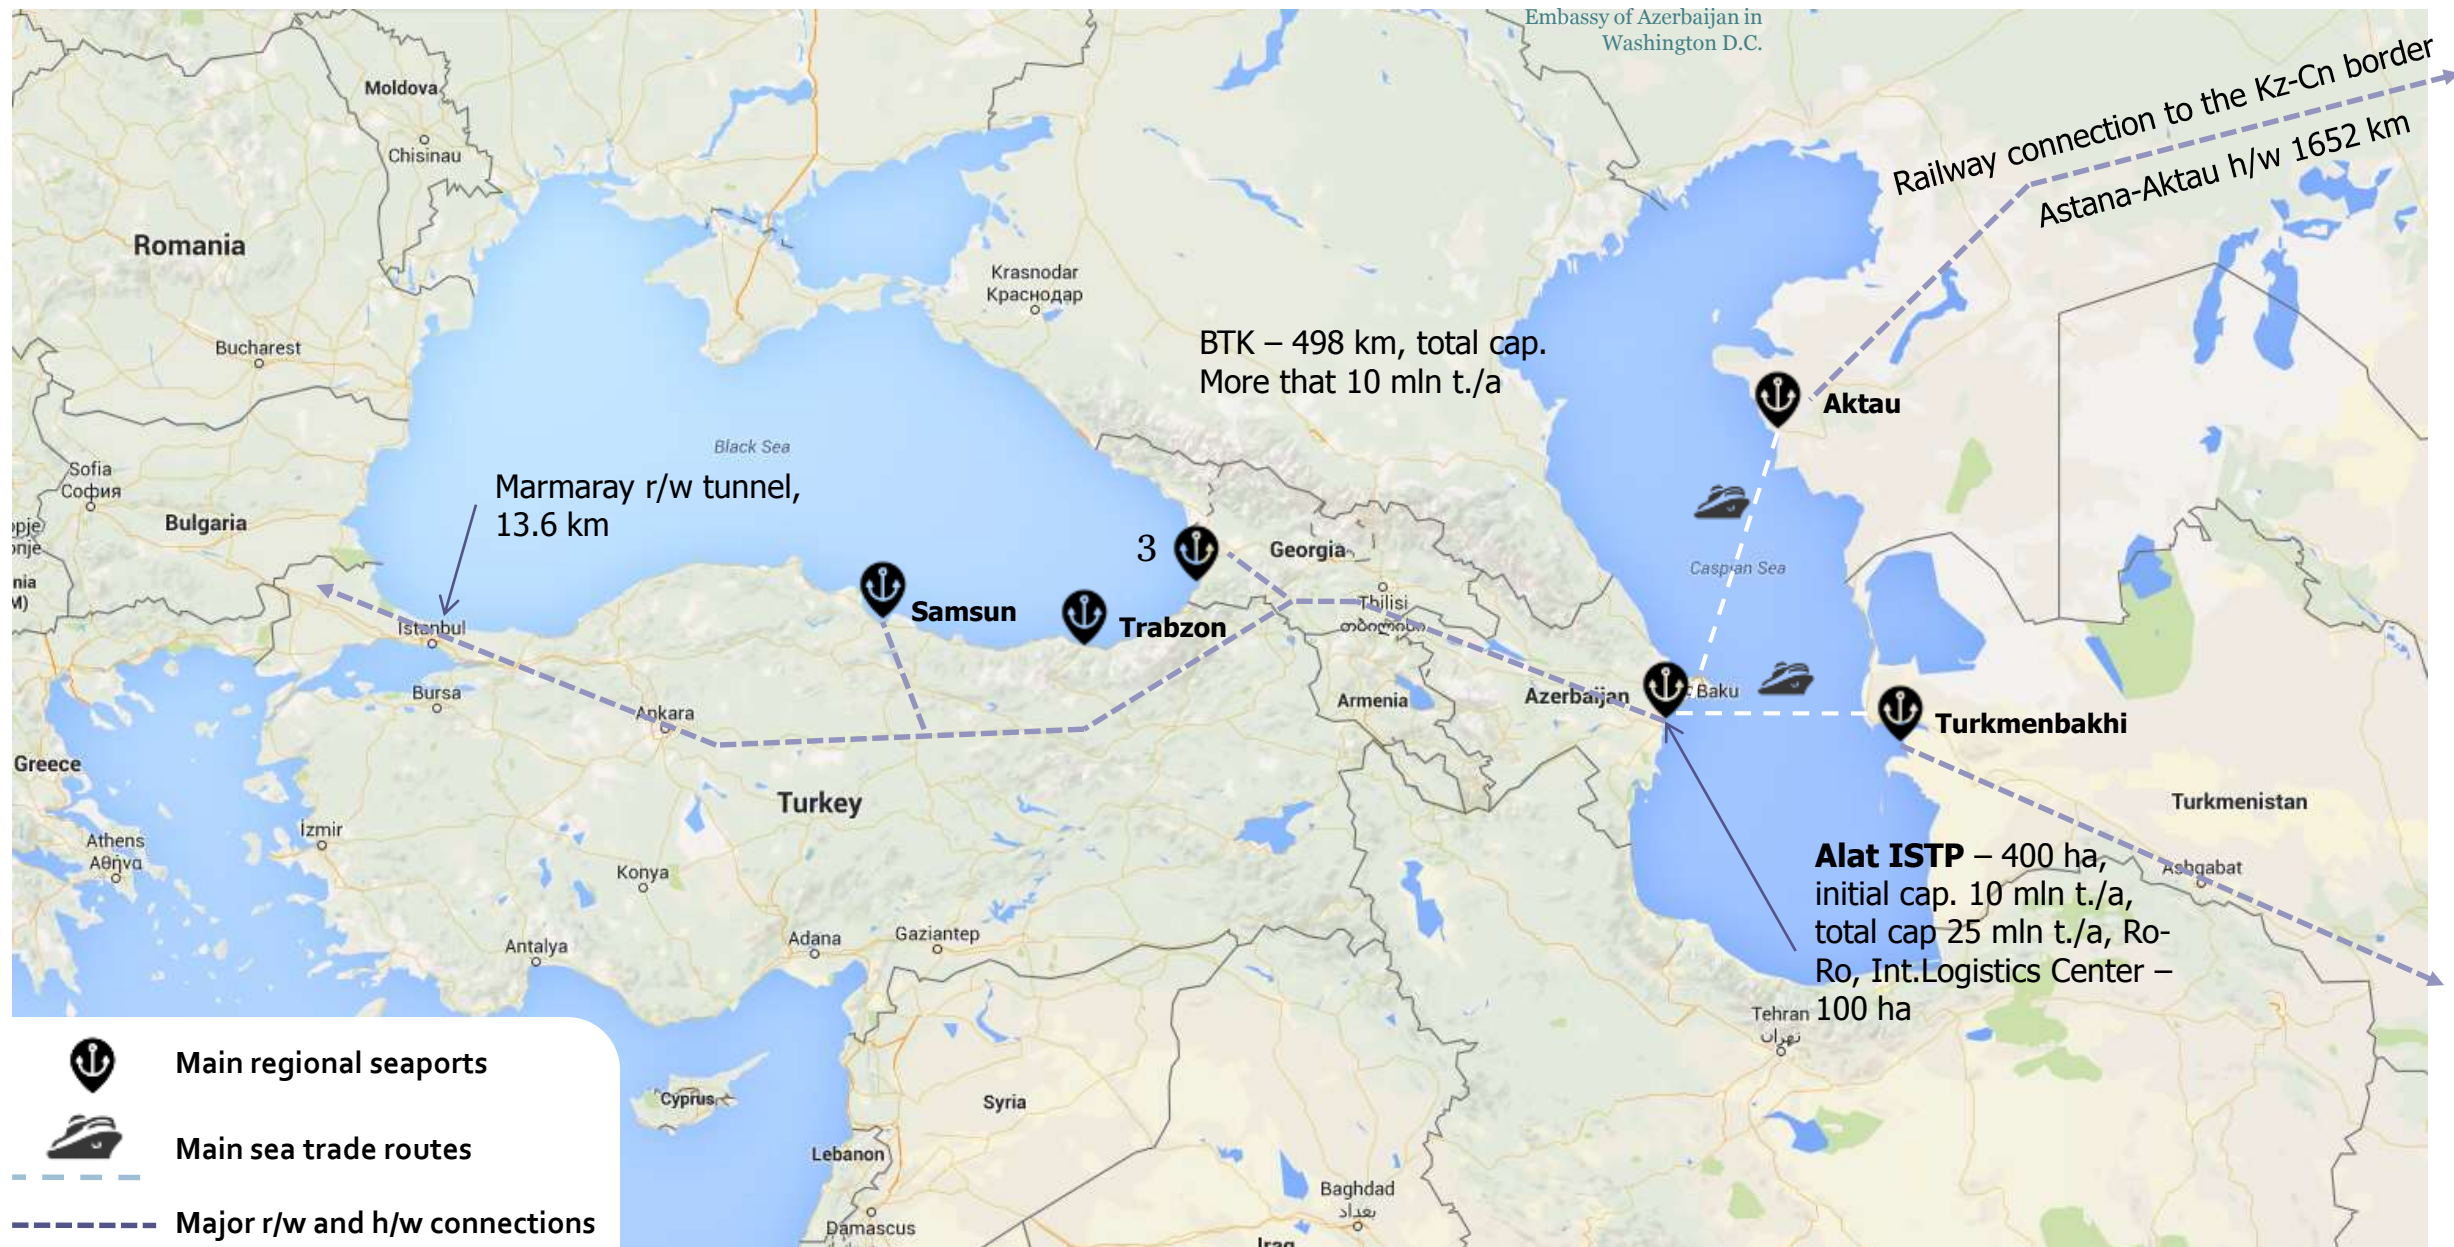 Embassy of Azerbaijan in
Washington D.C.
Railway connection to the Kz-Cn border
Astana-Aktau h/w 1652 km
Moldova
Chisinau
Romania
Bucharest
Krasnodar
Краснодар
BTK – 498 km, total cap.
More that 10 mln t./a
Aktau
Black Sea
Sofia
София
Marmaray r/w tunnel,
13.6 km
Bulgaria
3
Georgia
Caspian Sea
Samsun
Trabzon
Tbilisi
თბილისი
Istanbul
Bursa
Ankara
Armenia
Azerbaijan
Baku
Turkmenbakhi
Greece
Turkey
Turkmenistan
Athens
Αθήνα
İzmir
Konya
Alat ISTP – 400 ha,
initial cap. 10 mln t./a,
total cap 25 mln t./a, Ro-
Ro, Int.Logistics Center –
100 ha
Ashgabat
Antalya
Adana
Gaziantep
Tehran
تهران
Main regional seaports
Cyprus
Syria
Main sea trade routes
Lebanon
Baghdad
بغداد
Major r/w and h/w connections
Damascus
Iraq